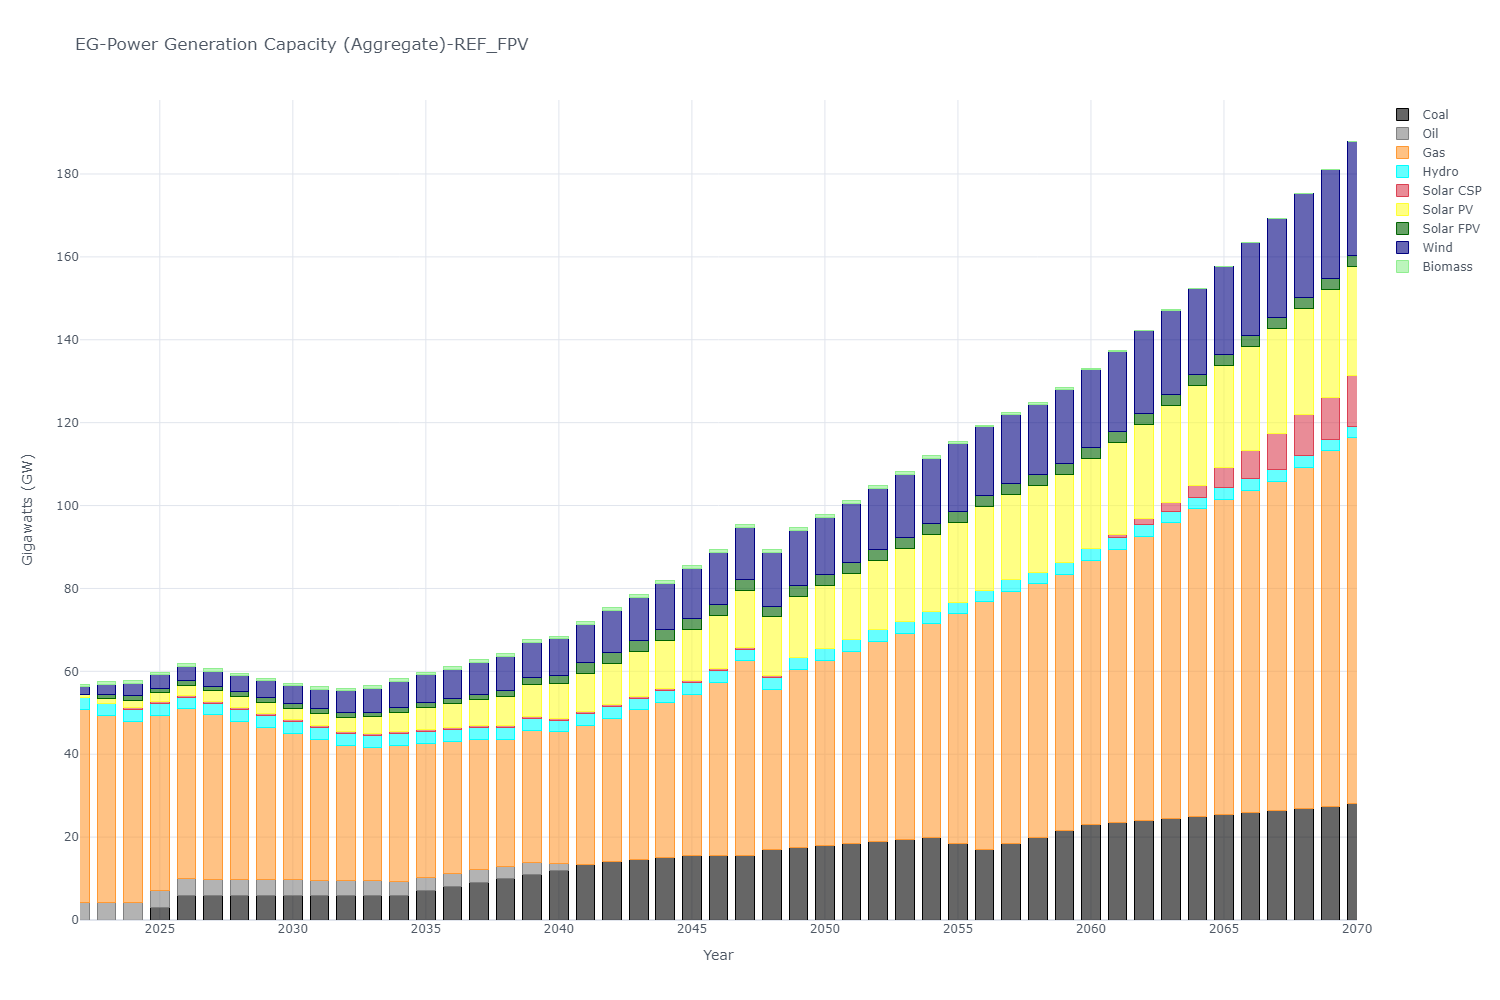 EG-Power Generation Capacity (Aggregate)-REF_FPV
Coal
Oil
Gas
Hydro
Solar CSP
Solar PV
Solar FPV
Wind
Biomass
180
160
140
120
100
80
60
40
20
0
Gigawatts (GW)
2025 2030 2035 2040 2045 2050 2055 2060 2065 2070
Year